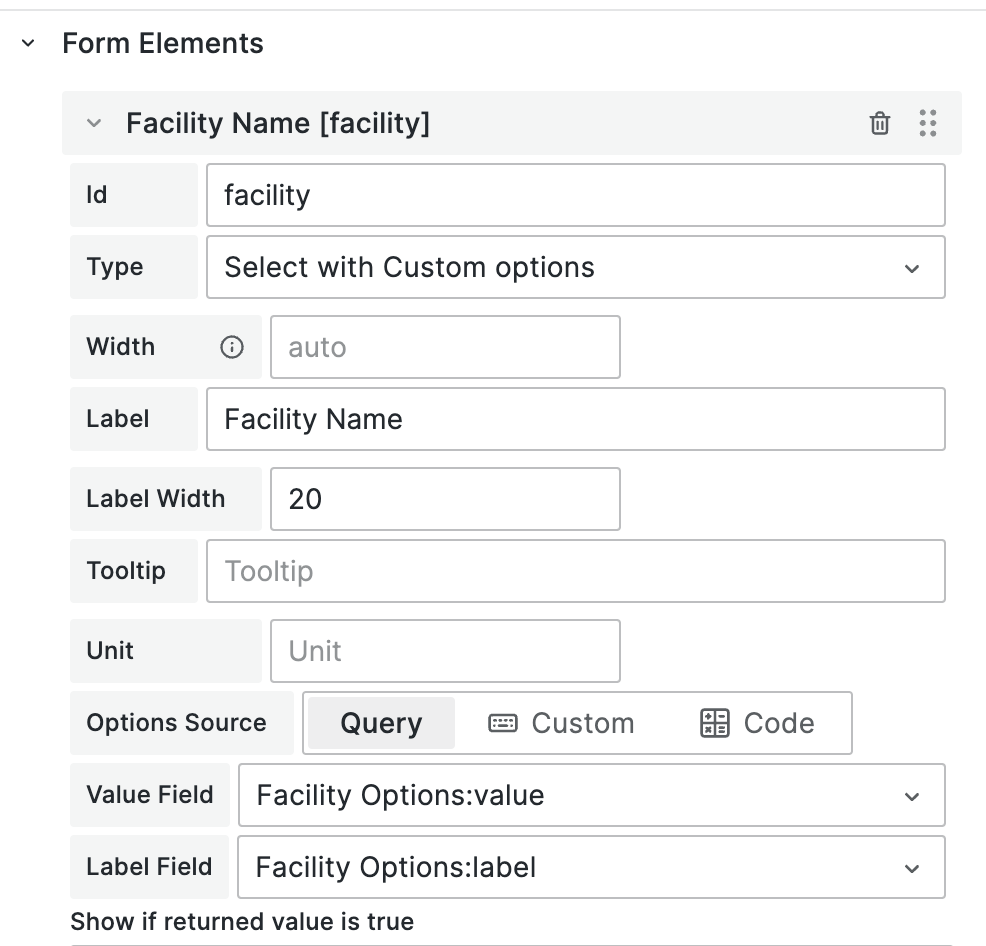 Form Elements
Facility Name [facility]
Id facility
Type Select with Custom options
Width auto
Label Facility Name
Label Width 20
Tooltip Tooltip
Unit Unit
Options Source Query Custom Code
Value Field Facility Options:value
Label Field Facility Options:label
Show if returned value is true